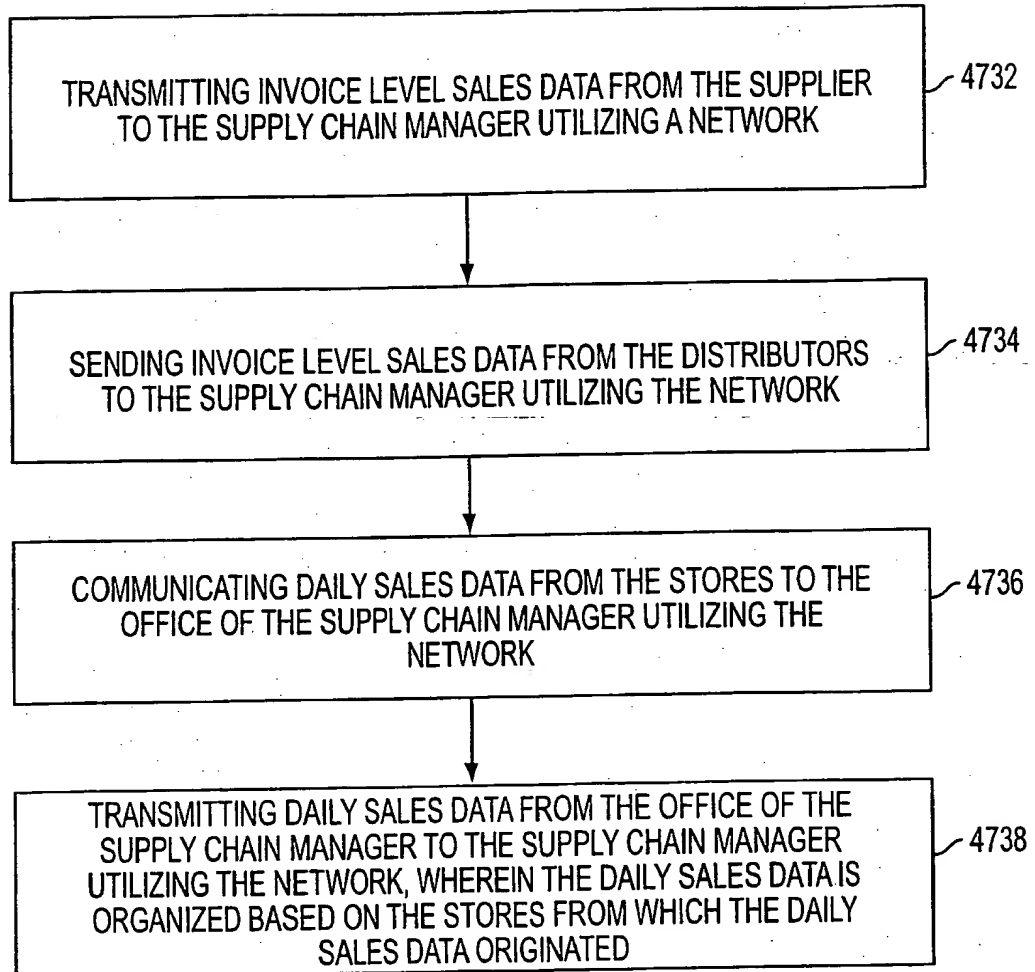 TRANSMITTING INVOICE LEVEL SALES DATA FROM THE SUPPLIER
TO THE SUPPLY CHAIN MANAGER UTILIZING A NETWORK
4732
SENDING INVOICE LEVEL SALES DATA FROM THE DISTRIBUTORS
TO THE SUPPLY CHAIN MANAGER UTILIZING THE NETWORK
4734
COMMUNICATING DAILY SALES DATA FROM THE STORES TO THE
OFFICE OF THE SUPPLY CHAIN MANAGER UTILIZING THE
NETWORK
4736
TRANSMITTING DAILY SALES DATA FROM THE OFFICE OF THE
SUPPLY CHAIN MANAGER TO THE SUPPLY CHAIN MANAGER
UTILIZING THE NETWORK, WHEREIN THE DAILY SALES DATA IS
ORGANIZED BASED ON THE STORES FROM WHICH THE DAILY
SALES DATA ORIGINATED
4738